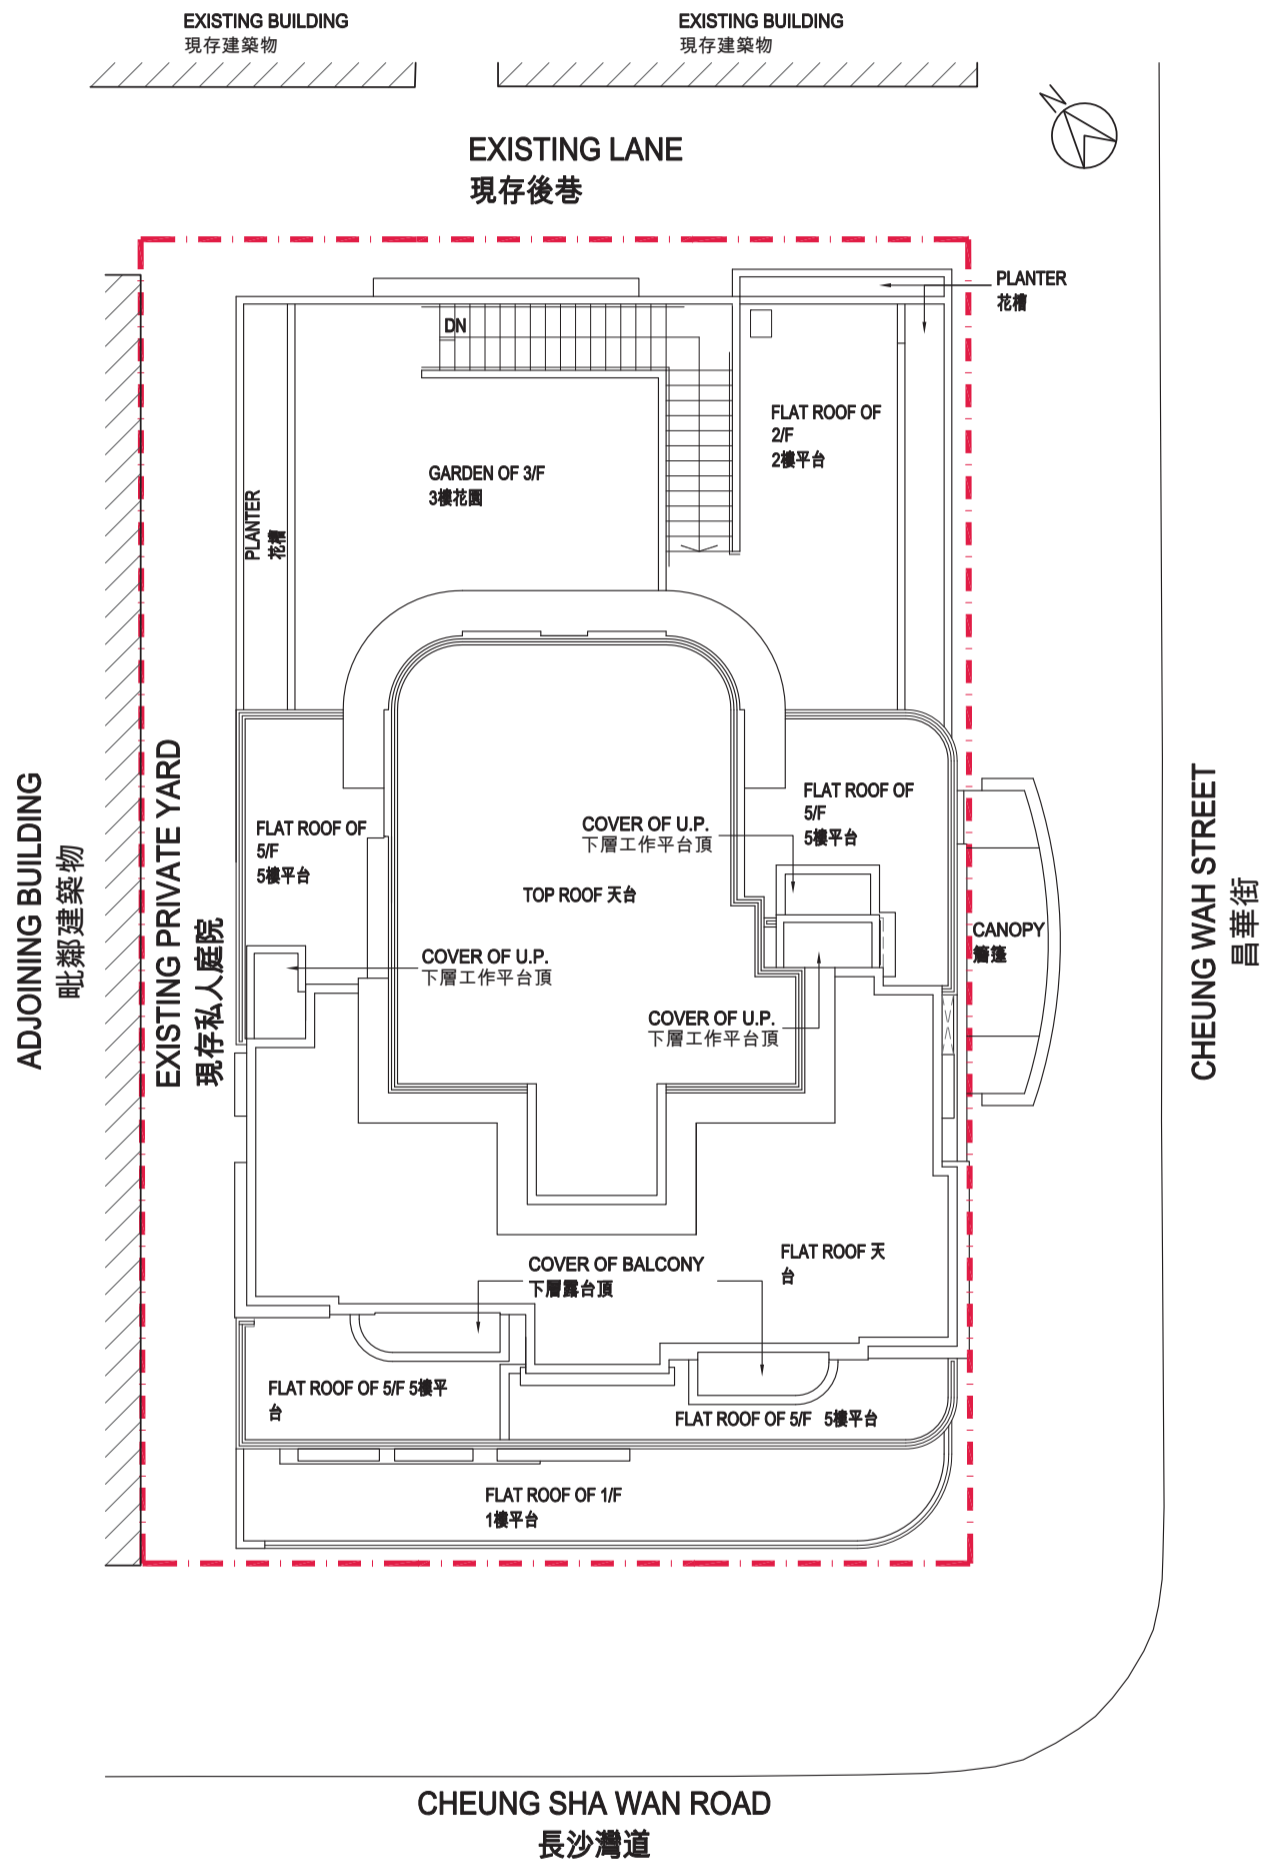 EXISTING BUILDING
現存建築物
EXISTING BUILDING
現存建築物
N
EXISTING LANE
現存後巷
PLANTER
花槽
DN
FLAT ROOF OF
2/F
2樓平台
GARDEN OF 3/F
3樓花園
PLANTER
花槽
ADJOINING BUILDING
毗鄰建築物
EXISTING PRIVATE YARD
現存私人庭院
FLAT ROOF OF
5/F
5樓平台
COVER OF U.P.
下層工作平台頂
FLAT ROOF OF
5/F
5樓平台
TOP ROOF 天台
COVER OF U.P.
下層工作平台頂
COVER OF U.P.
下層工作平台頂
CANOPY
簷篷
CHEUNG WAH STREET
昌華街
FLAT ROOF 天
台
COVER OF BALCONY
下層露台頂
FLAT ROOF OF 5/F 5樓平
台
FLAT ROOF OF 5/F 5樓平台
FLAT ROOF OF 1/F
1樓平台
CHEUNG SHA WAN ROAD
長沙灣道